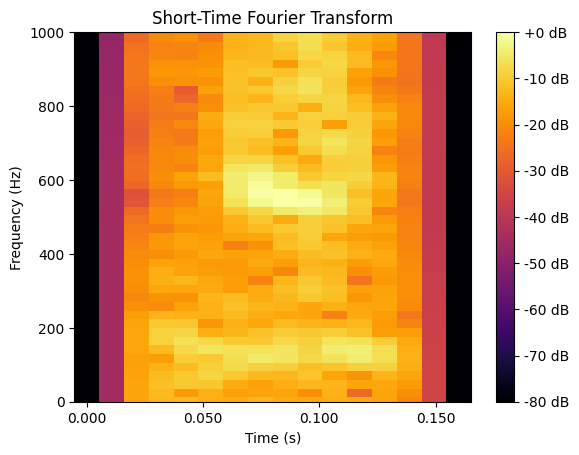 Short-Time Fourier Transform
1000
800
600
400
200
0
Frequency (Hz)
0.000
0.050
0.100
0.150
Time (s)
+0 dB
-10 dB
-20 dB
-30 dB
-40 dB
-50 dB
-60 dB
-70 dB
-80 dB